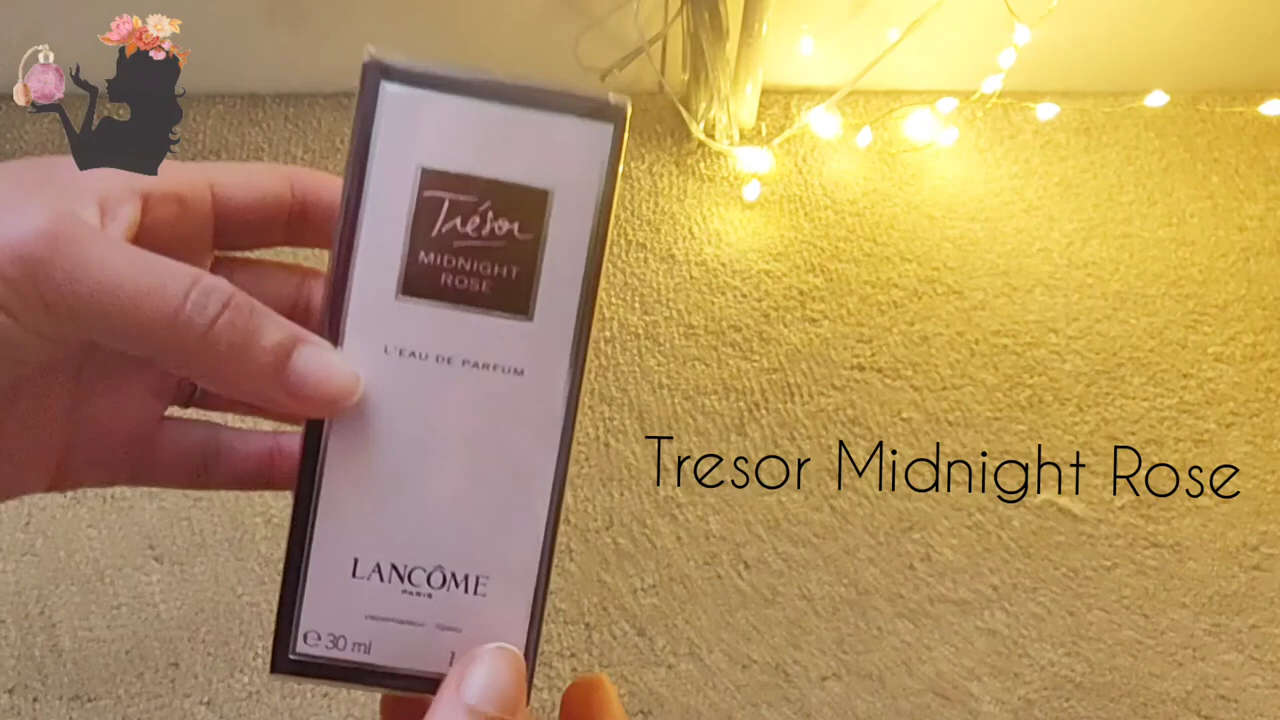 Trésor
MIDNIGHT
ROSE
L'EAU DE PARFUM
LANCÔME
PARIS
℮ 30 ml
Tresor Midnight Rose